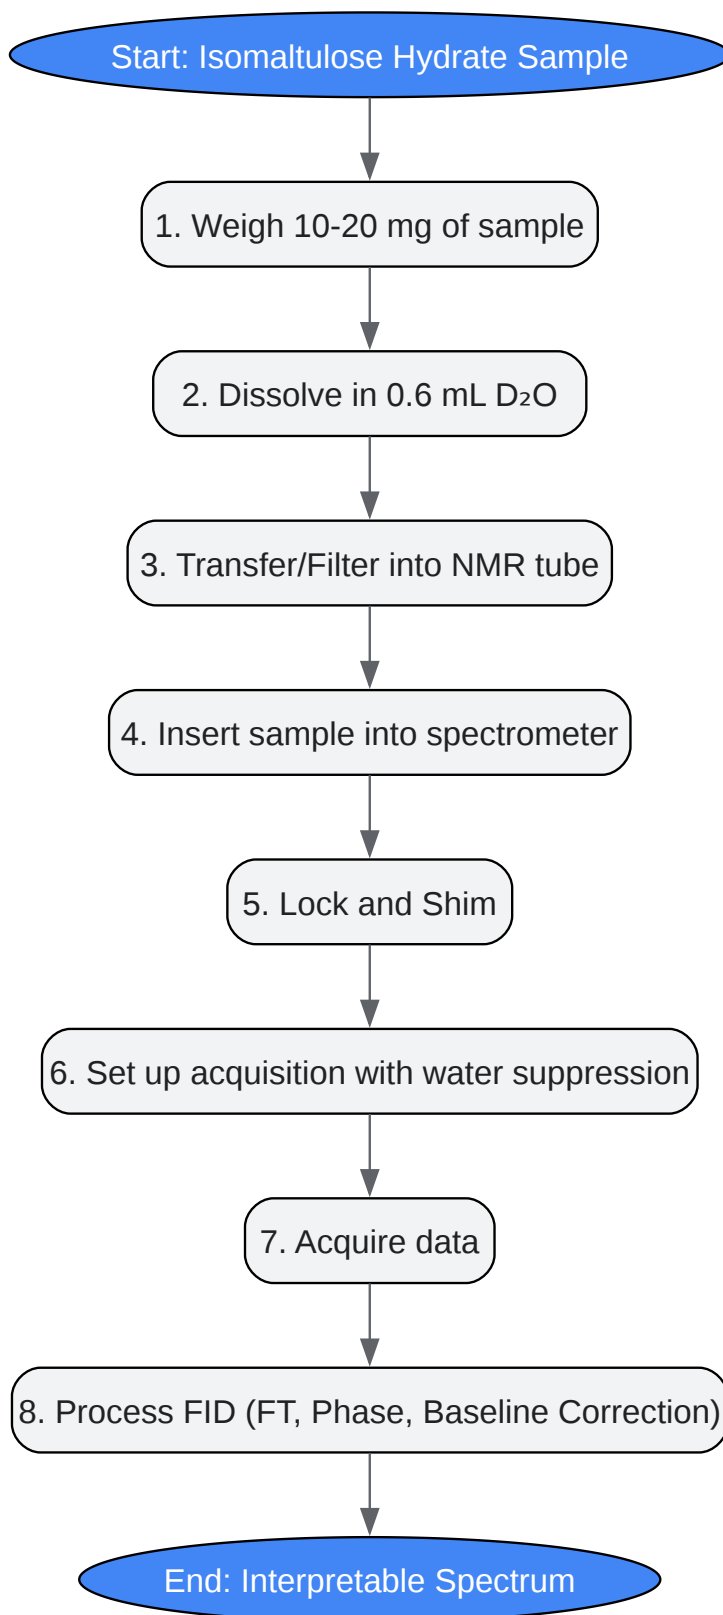 Start: Isomaltulose Hydrate Sample
1. Weigh 10-20 mg of sample
2. Dissolve in 0.6 mL D₂O
3. Transfer/Filter into NMR tube
4. Insert sample into spectrometer
5. Lock and Shim
6. Set up acquisition with water suppression
7. Acquire data
8. Process FID (FT, Phase, Baseline Correction)
End: Interpretable Spectrum